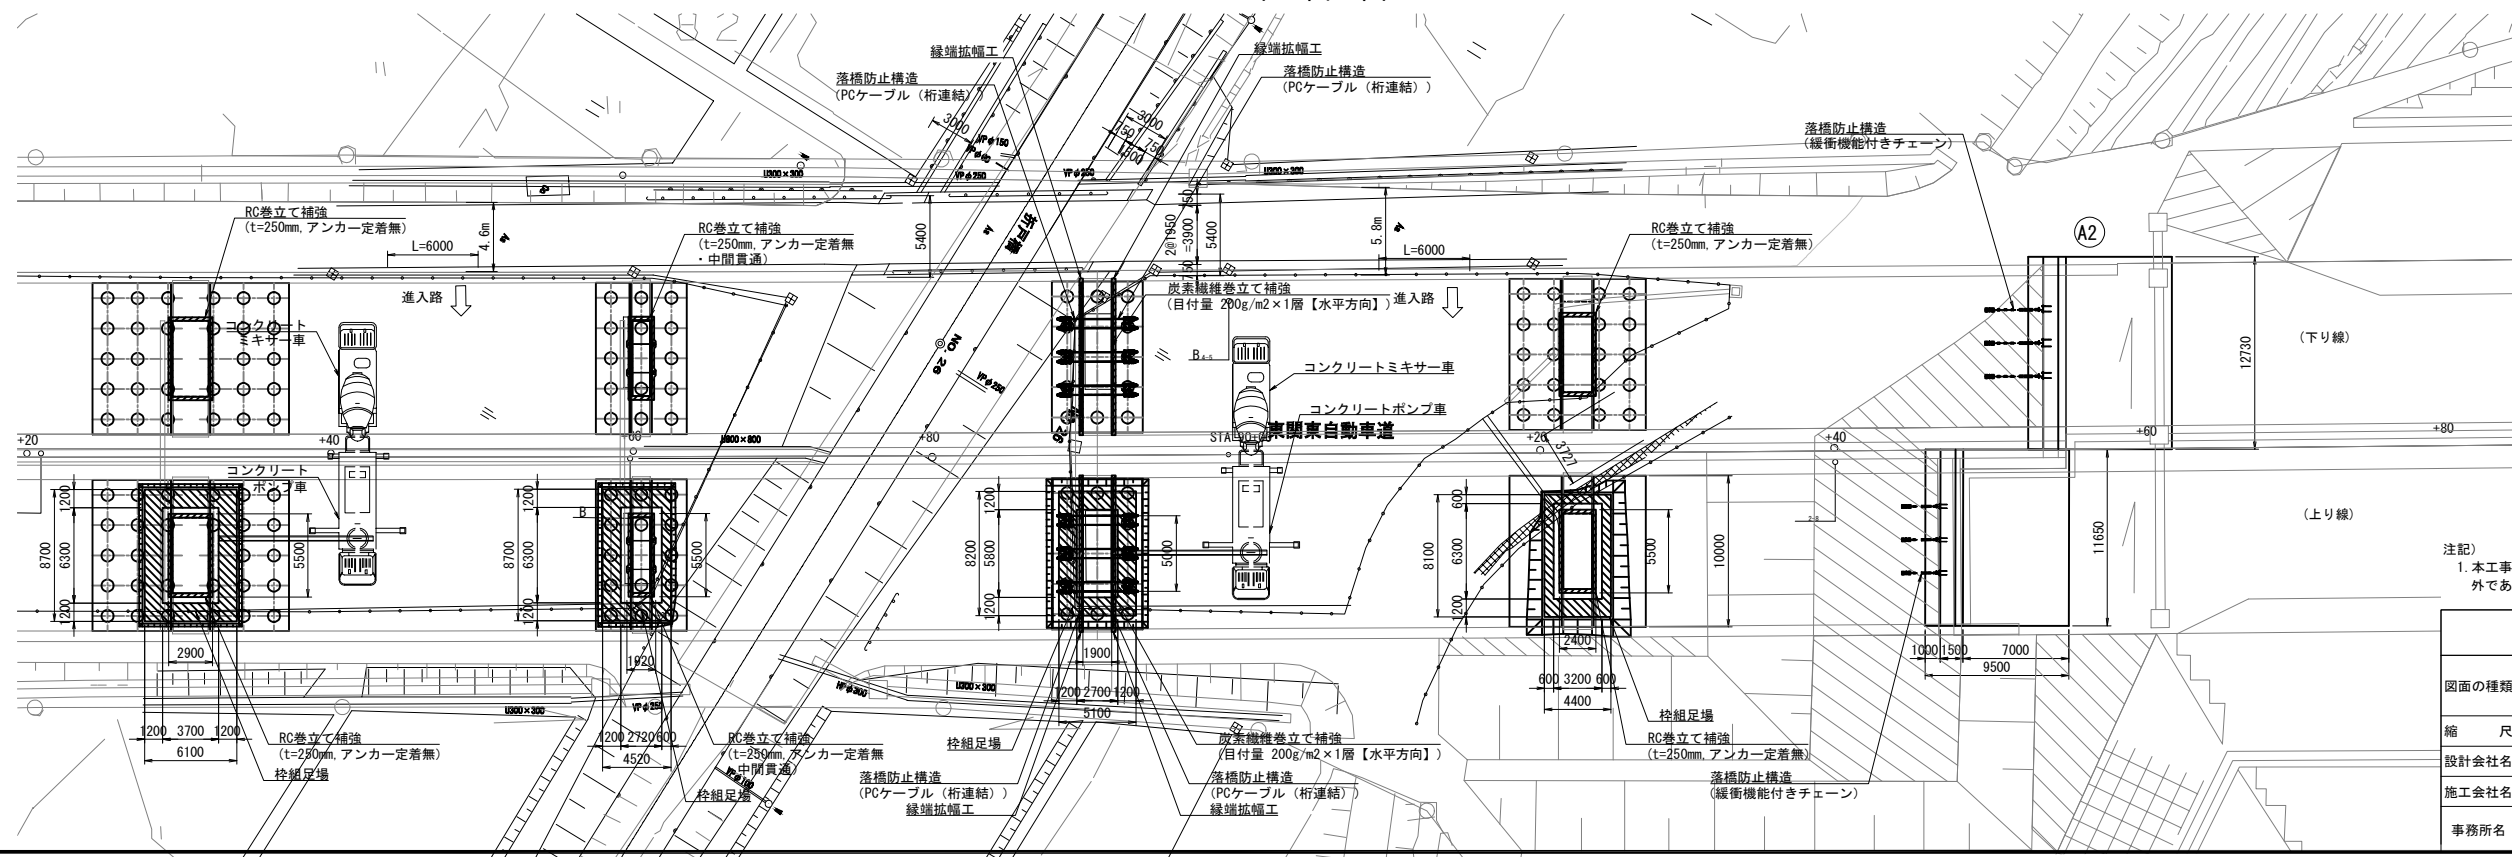 縁端拡幅工
縁端拡幅工
落橋防止構造
(PCケーブル（桁連結）)
落橋防止構造
(PCケーブル（桁連結）)
3000
3000
750
750
1500
落橋防止構造
(緩衝機能付きチェーン)
VPφ150
VPφ250
VPφ250
U300×300
U300×300
RC巻立て補強
(t=250mm, アンカー定着無)
RC巻立て補強
(t=250mm, アンカー定着無
・中間貫通)
RC巻立て補強
(t=250mm, アンカー定着無)
L=6000
4.6m
As
5400
As
折戸橋
2@1950
=3900
750
750
5400
5.8m
As
L=6000
A2
進入路
進入路
炭素繊維巻立て補強
(目付量 200g/m2×1層【水平方向】)
コンクリート
ミキサー車
NO. 26
VPφ250
コンクリートミキサー車
コンクリートポンプ車
(下り線)
12730
東関東自動車道
+20
+40
+60
U800×800
+80
+20
+40
+60
+80
3727
コンクリート
ポンプ車
B
1200
6300
1200
8700
5500
1200
6300
1200
8700
5500
1200
5800
1200
8200
5000
600
6300
1200
8100
5500
10000
11650
(上り線)
注記)
1. 本工事
外であ
2900
1620
1900
2400
1000
1500
7000
9500
U300×300
VPφ250
HPφ300
U300×300
1200
3700
1200
6100
1200
2720
600
4520
1200
2700
1200
5100
600
3200
600
4400
RC巻立て補強
(t=250mm, アンカー定着無)
枠組足場
RC巻立て補強
(t=250mm, アンカー定着無
・中間貫通)
枠組足場
枠組足場
炭素繊維巻立て補強
(目付量 200g/m2×1層【水平方向】)
枠組足場
RC巻立て補強
(t=250mm, アンカー定着無)
落橋防止構造
(PCケーブル（桁連結）)
縁端拡幅工
落橋防止構造
(PCケーブル（桁連結）)
縁端拡幅工
落橋防止構造
(緩衝機能付きチェーン)
図面の種類
縮 尺
設計会社名
施工会社名
事務所名